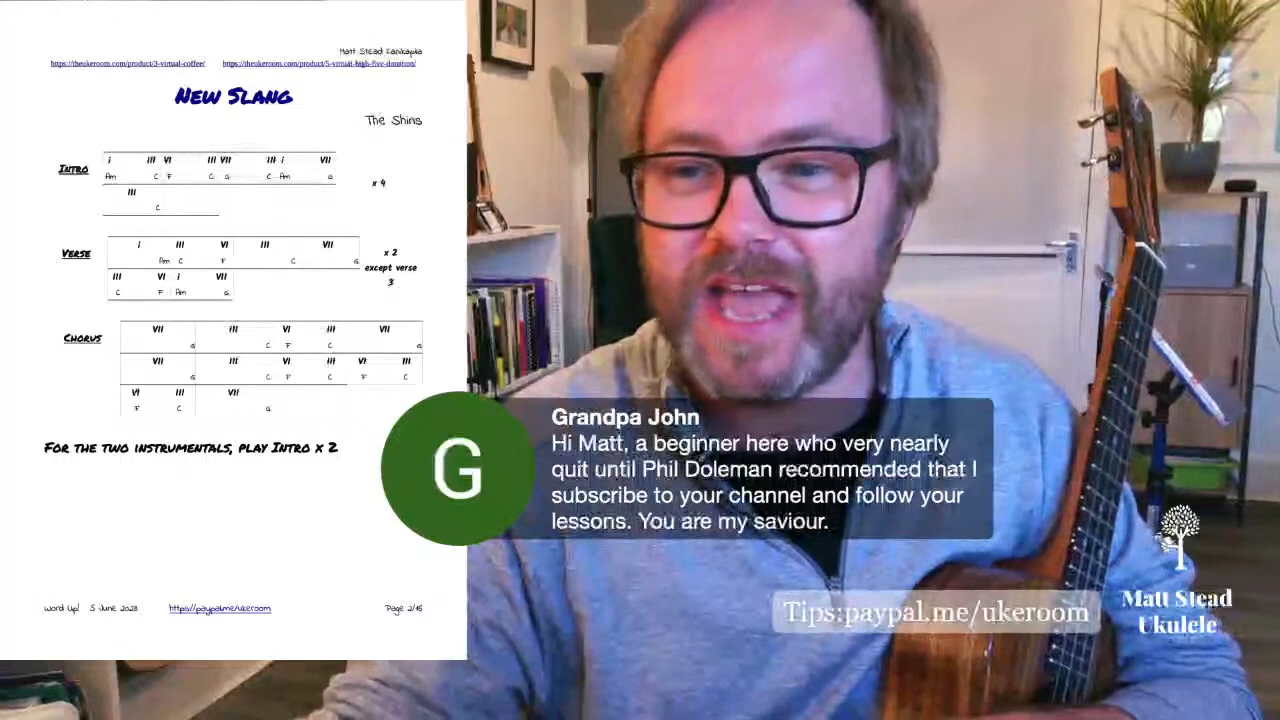 Matt Stead Kanikapila
https://theukeroom.com/product/3-virtual-coffee/ https://theukeroom.com/product/5-virtual-high-five-donation/
New Slang
The Shins
Intro
i III VI III VII III i VII
Am C F C G C Am G
x 4
III
C
Verse
i III VI III VII
Am C F C G
x 2
except verse
3
III VI i VII
C F Am G
Chorus
VII III VI III VII
G C F C G
VII III VI III VI III
G C F C F C
VI III VII
F C G
For the two instrumentals, play Intro x 2
G
Grandpa John
Hi Matt, a beginner here who very nearly
quit until Phil Doleman recommended that I
subscribe to your channel and follow your
lessons. You are my saviour.
Word Up! 5 June 2023 https://paypal.me/ukeroom Page 2/16
Tips:paypal.me/ukeroom
Matt Stead
Ukulele